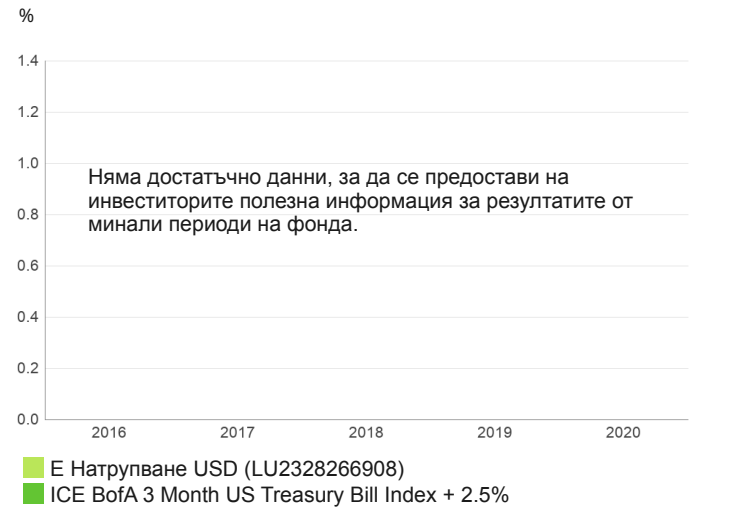 %
1.4
1.2
1.0
Няма достатъчно данни, за да се предостави на
инвеститорите полезна информация за резултатите от
0.8
минали периоди на фонда.
0.6
0.4
0.2
0.0
2016 2017 2018 2019 2020
E Натрупване USD (LU2328266908)
ICE BofA 3 Month US Treasury Bill Index + 2.5%